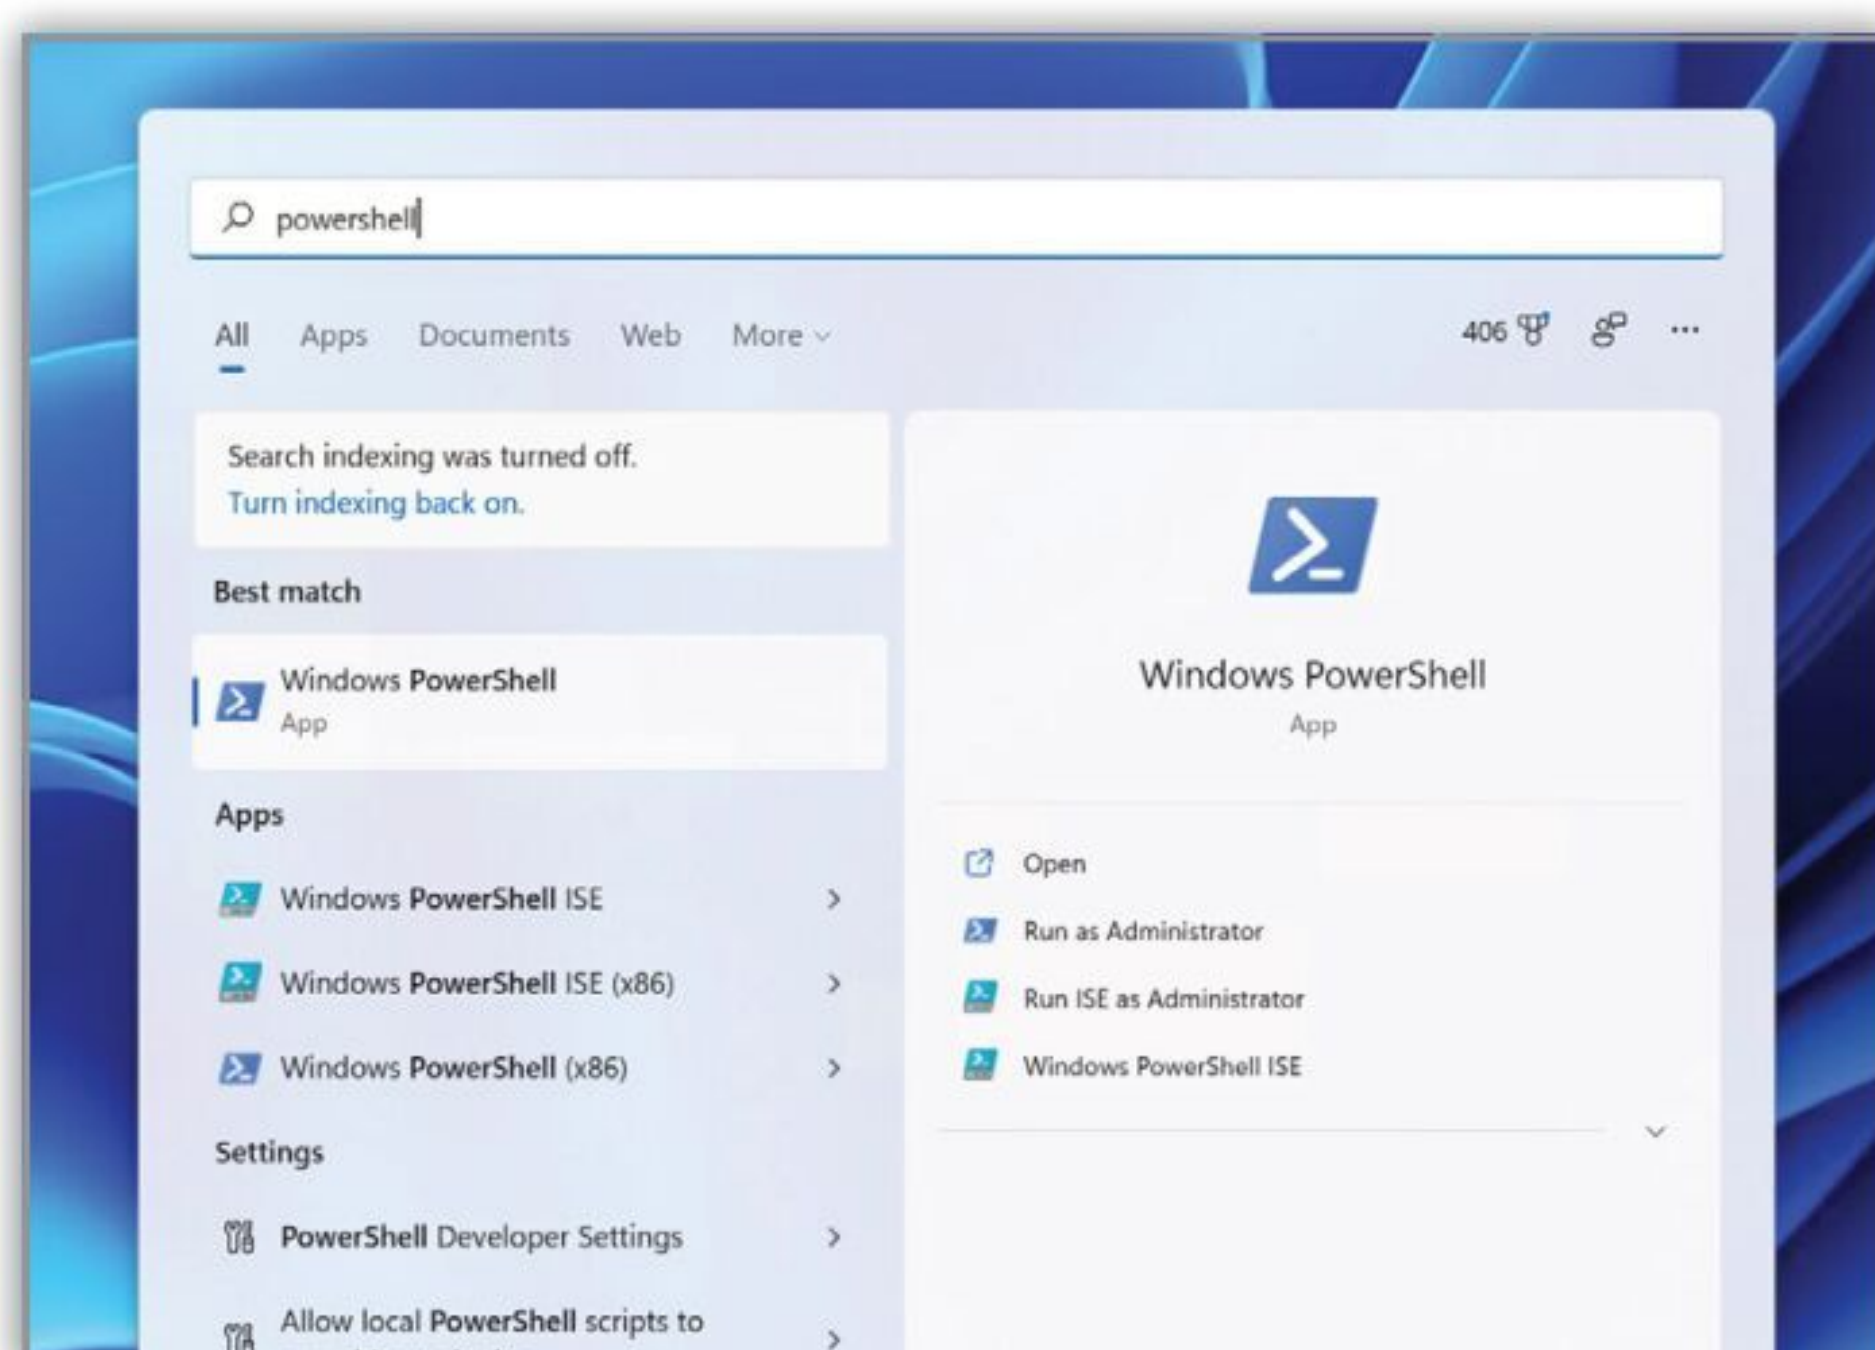 powershell
All Apps Documents Web More
406
Search indexing was turned off.
Turn indexing back on.
Best match
Windows PowerShell
App
Apps
Windows PowerShell ISE
Windows PowerShell ISE (x86)
Windows PowerShell (x86)
Settings
PowerShell Developer Settings
Allow local PowerShell scripts to
Windows PowerShell
App
Open
Run as Administrator
Run ISE as Administrator
Windows PowerShell ISE